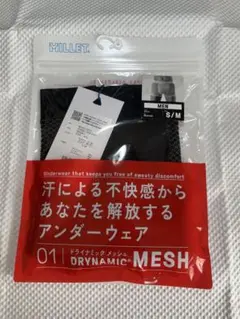 MILLET
MEN
S/M
Underwear that keeps you free of sweaty discomfort
汗による不快感から
あなたを解放する
アンダーウェア
01
ドライナミック メッシュ
DRYNAMIC MESH